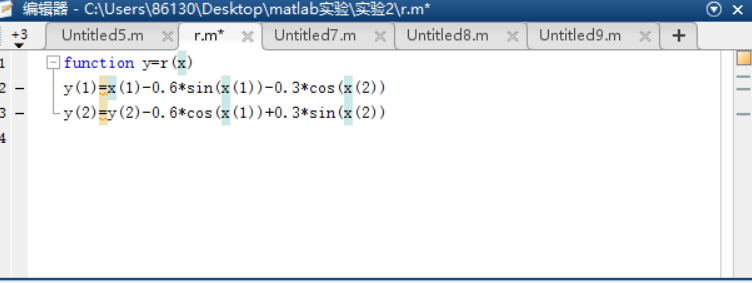 编辑器 - C:\Users\86130\Desktop\matlab实验\实验2\r.m*
+3 Untitled5.m r.m* Untitled7.m Untitled8.m Untitled9.m +
1 function y=r(x)
2 y(1)=x(1)-0.6*sin(x(1))-0.3*cos(x(2))
3 y(2)=y(2)-0.6*cos(x(1))+0.3*sin(x(2))
4